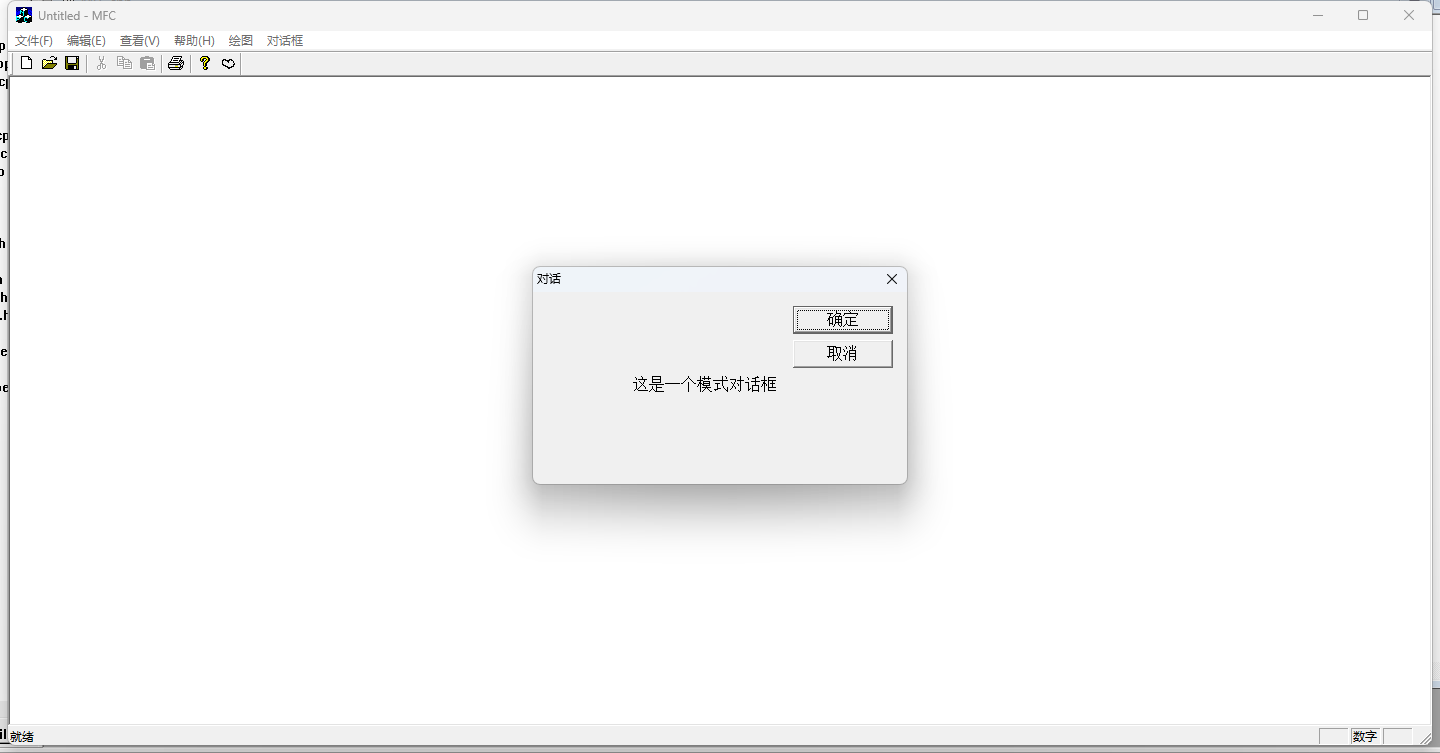 Untitled - MFC
文件(F) 编辑(E) 查看(V) 帮助(H) 绘图 对话框
对话
确定
取消
这是一个模式对话框
就绪
数字